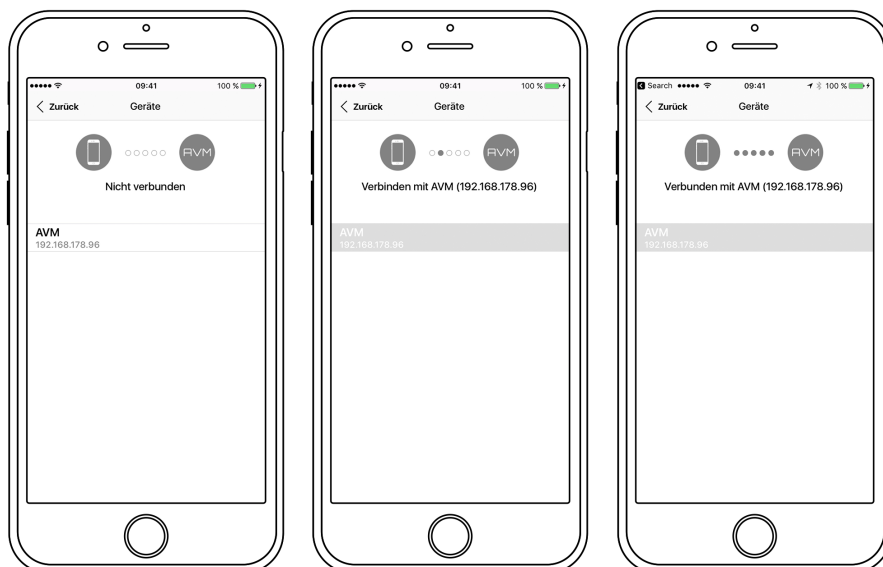 09:41
100 %
Zurück
Geräte
AVM
Nicht verbunden
AVM
192.168.178.96
09:41
100 %
Zurück
Geräte
AVM
Verbinden mit AVM (192.168.178.96)
AVM
192.168.178.96
Search
09:41
100 %
Zurück
Geräte
AVM
Verbunden mit AVM (192.168.178.96)
AVM
192.168.178.96